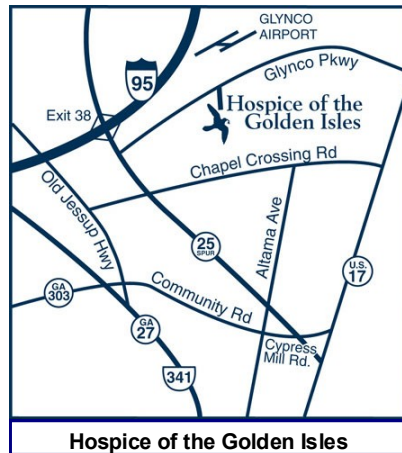 GLYNCO
AIRPORT
Glynco Pkwy
95
Exit 38
Hospice of the
Golden Isles
Chapel Crossing Rd
Old Jessup Hwy
25
SPUR
Altama Ave
U.S.
17
GA
303
Community Rd
GA
27
Cypress
Mill Rd.
341
Hospice of the Golden Isles